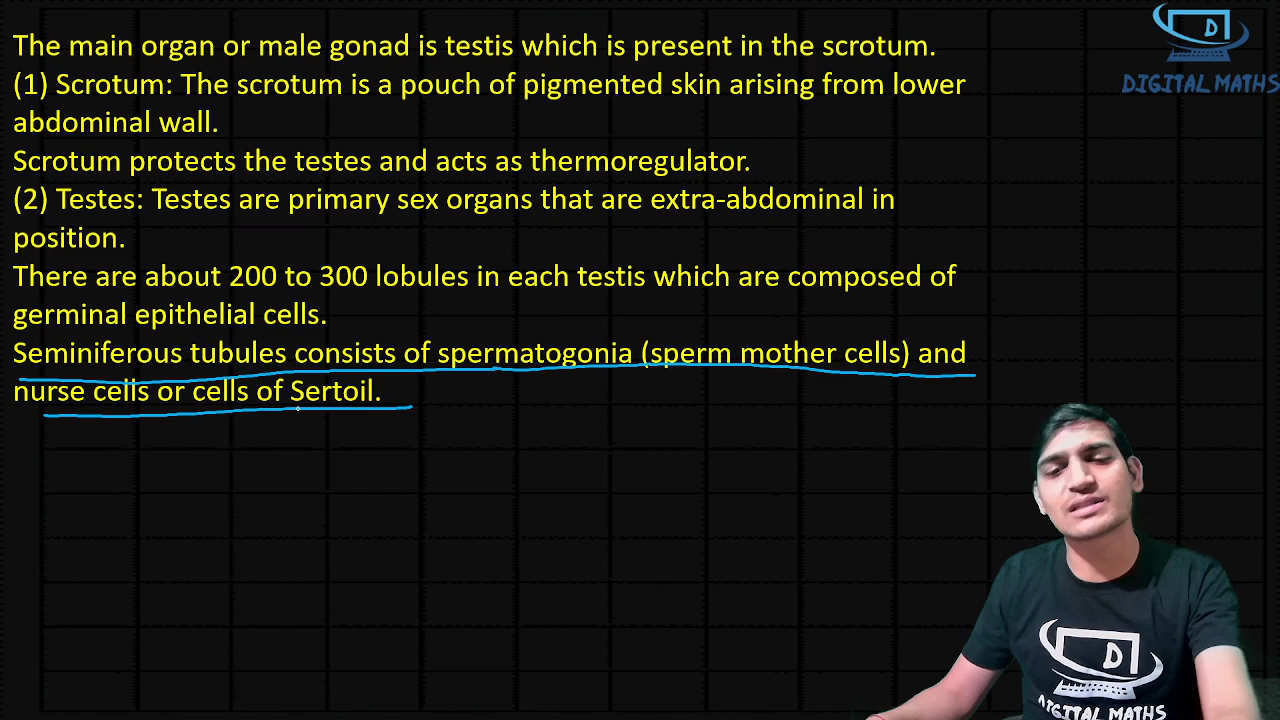 The main organ or male gonad is testis which is present in the scrotum.
(1) Scrotum: The scrotum is a pouch of pigmented skin arising from lower
abdominal wall.
Scrotum protects the testes and acts as thermoregulator.
(2) Testes: Testes are primary sex organs that are extra-abdominal in
position.
There are about 200 to 300 lobules in each testis which are composed of
germinal epithelial cells.
Seminiferous tubules consists of spermatogonia (sperm mother cells) and
nurse cells or cells of Sertoil.
D
DIGITAL MATHS
D
DIGITAL MATHS